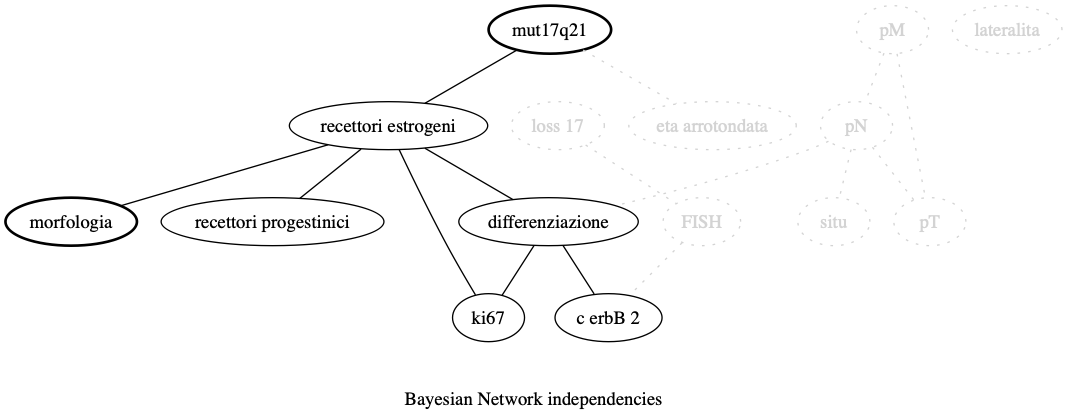 mut17q21
pM
lateralita
recettori estrogeni
loss 17
eta arrotondata
pN
morfologia
recettori progestinici
differenziazione
FISH
situ
pT
ki67
c erbB 2
Bayesian Network independencies